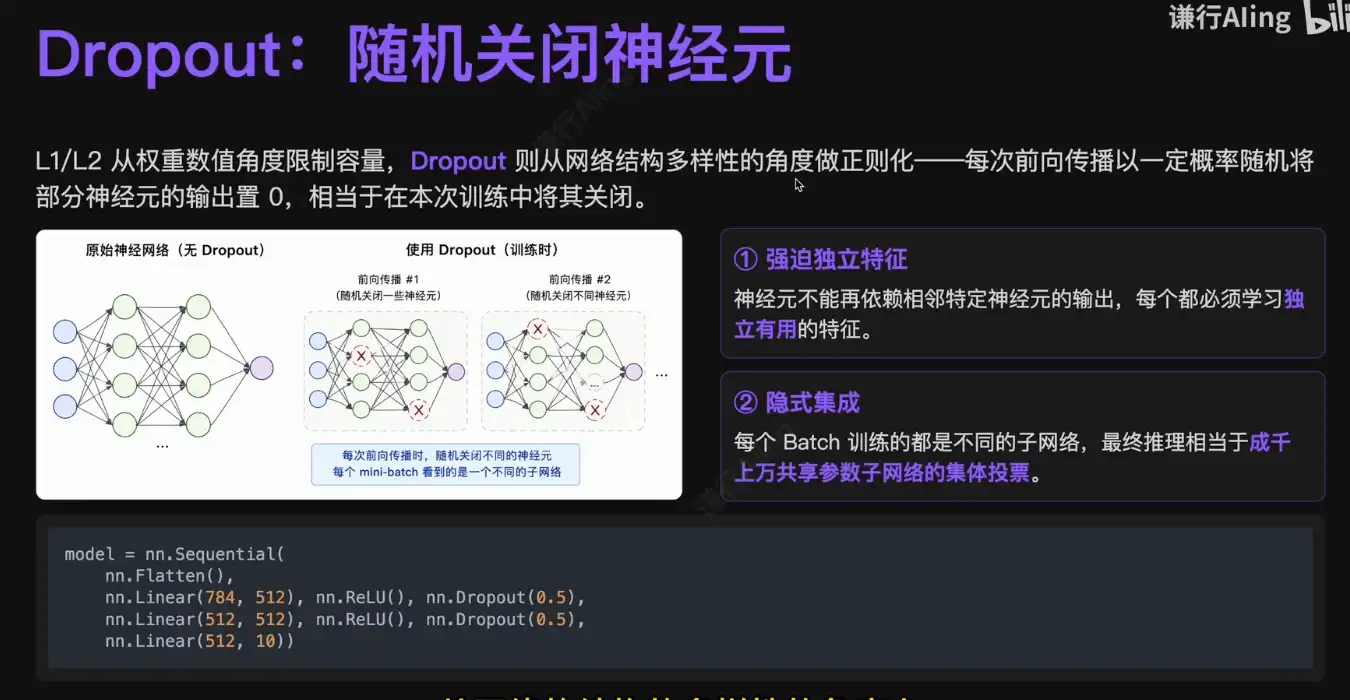 谦行AIing bili
Dropout：随机关闭神经元
L1/L2 从权重数值角度限制容量，Dropout 则从网络结构多样性的角度做正则化——每次前向传播以一定概率随机将
部分神经元的输出置 0，相当于在本次训练中将其关闭。
原始神经网络（无 Dropout）
...
使用 Dropout（训练时）
前向传播 #1
（随机关闭一些神经元）
X
X
前向传播 #2
（随机关闭不同神经元）
X
...
X
...
每次前向传播时，随机关闭不同的神经元
每个 mini-batch 看到的是一个不同的子网络
① 强迫独立特征
神经元不能再依赖相邻特定神经元的输出，每个都必须学习独
立有用的特征。
② 隐式集成
每个 Batch 训练的都是不同的子网络，最终推理相当于成千
上万共享参数子网络的集体投票。
model = nn.Sequential(
    nn.Flatten(),
    nn.Linear(784, 512), nn.ReLU(), nn.Dropout(0.5),
    nn.Linear(512, 512), nn.ReLU(), nn.Dropout(0.5),
    nn.Linear(512, 10))